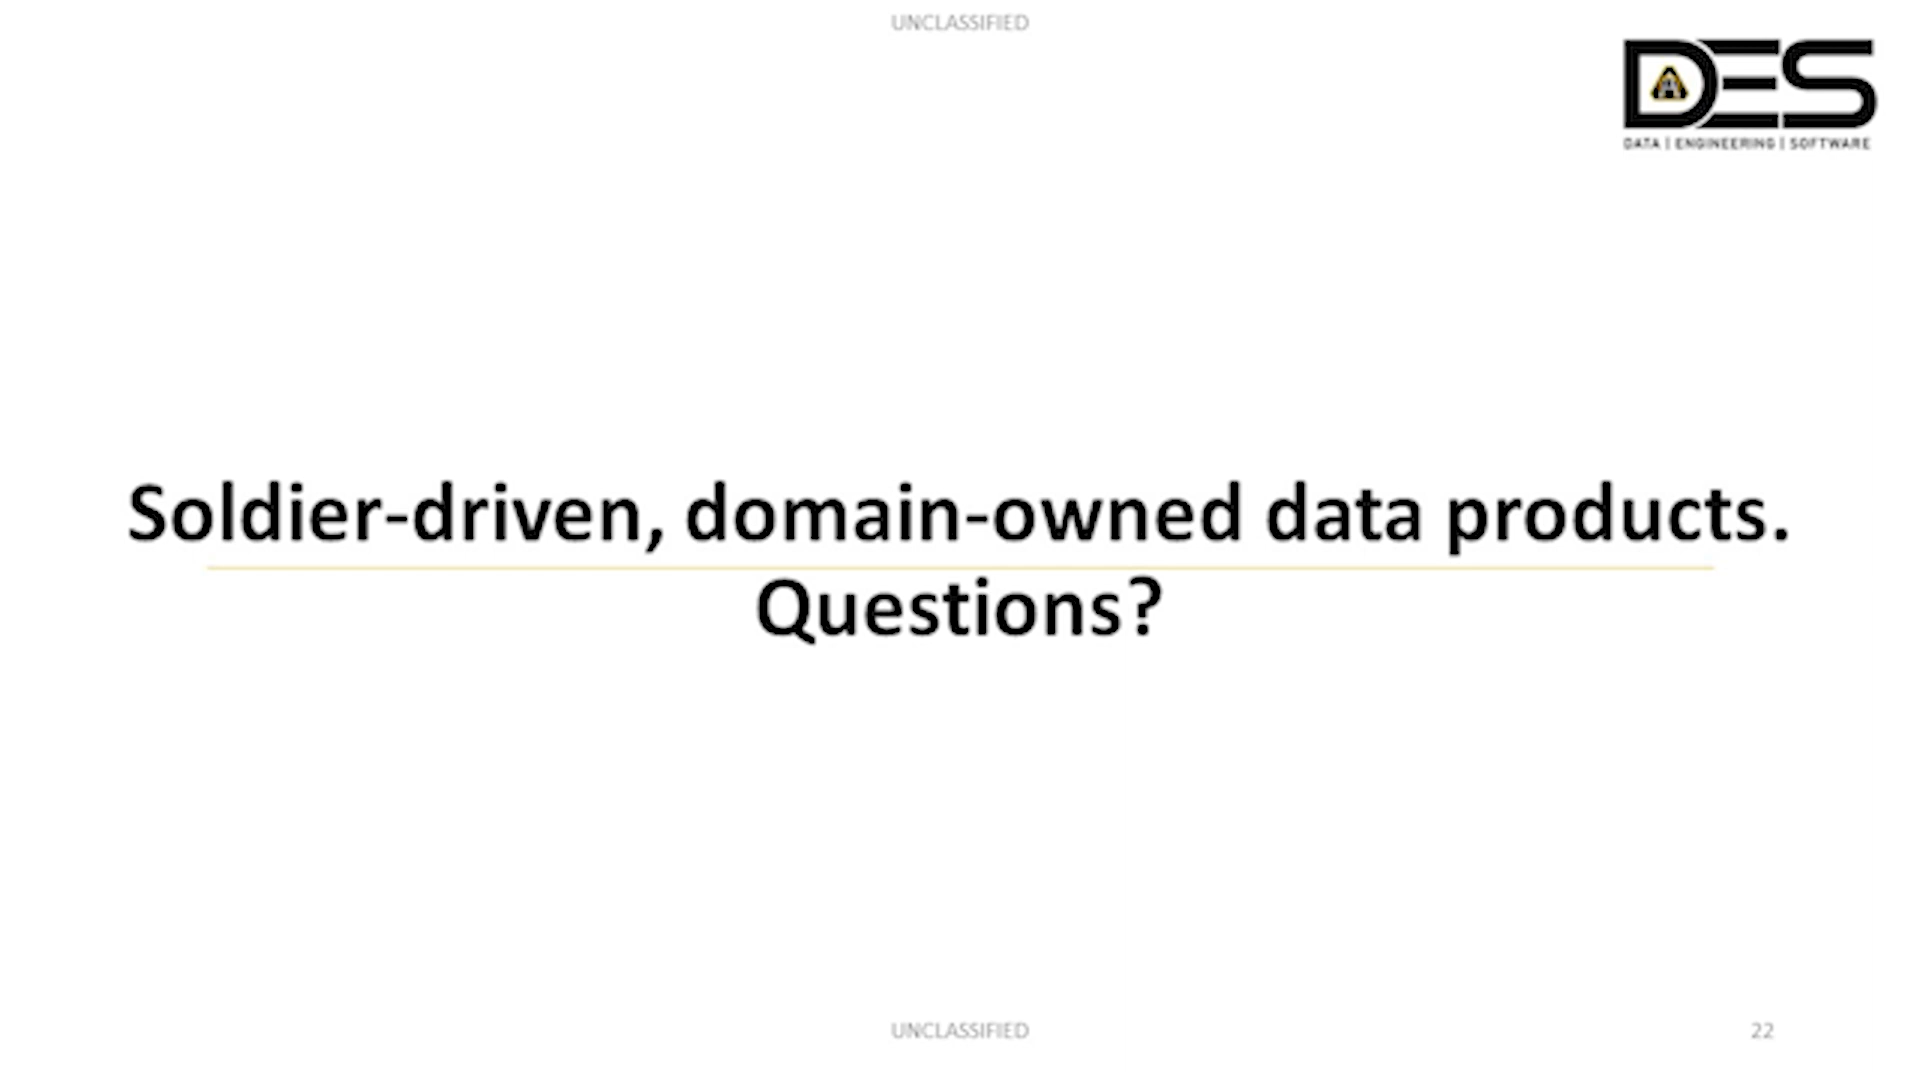 UNCLASSIFIED
DES
DATA | ENGINEERING | SOFTWARE
Soldier-driven, domain-owned data products.
Questions?
UNCLASSIFIED
22